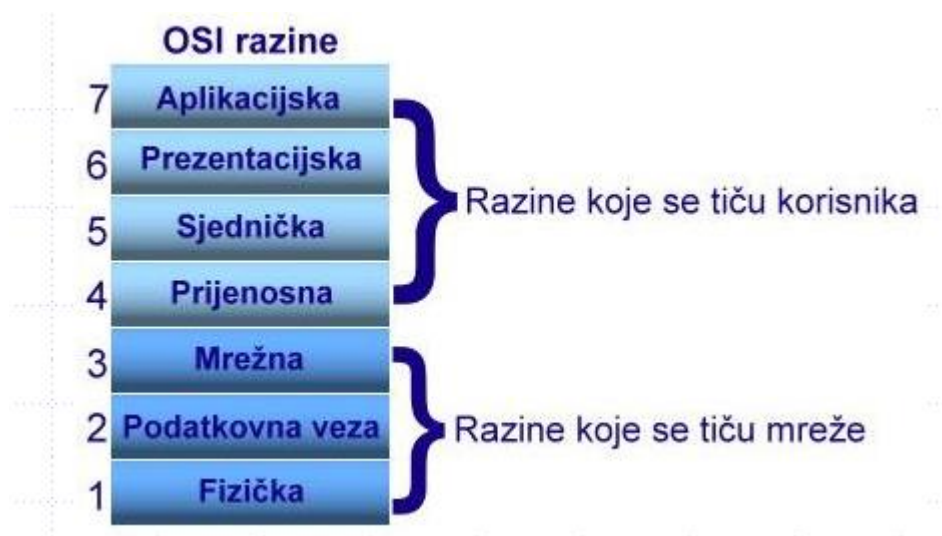 OSI razine
7 Aplikacijska
6 Prezentacijska
5 Sjednička
4 Prijenosna
Razine koje se tiču korisnika
3 Mrežna
2 Podatkovna veza
1 Fizička
Razine koje se tiču mreže